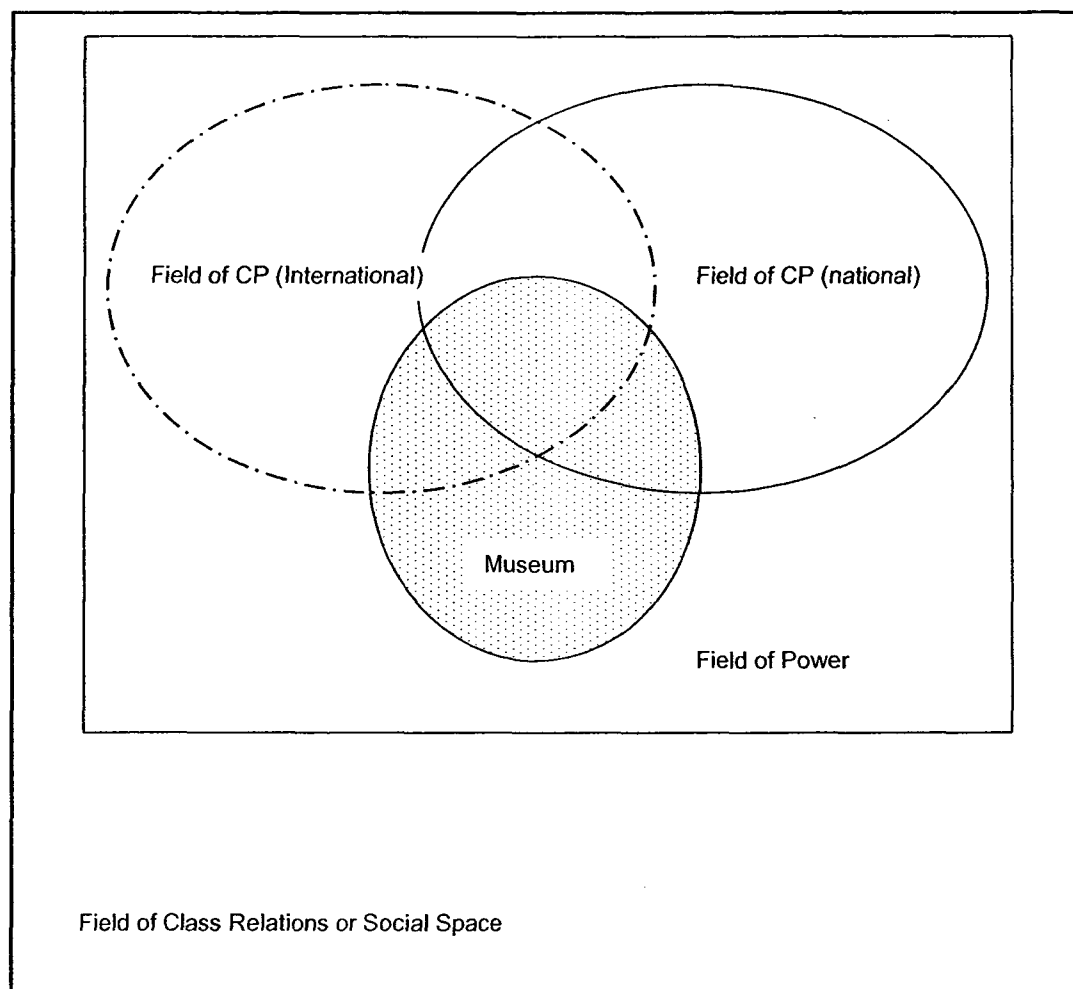 Field of CP (International)
Field of CP (national)
Museum
Field of Power
Field of Class Relations or Social Space